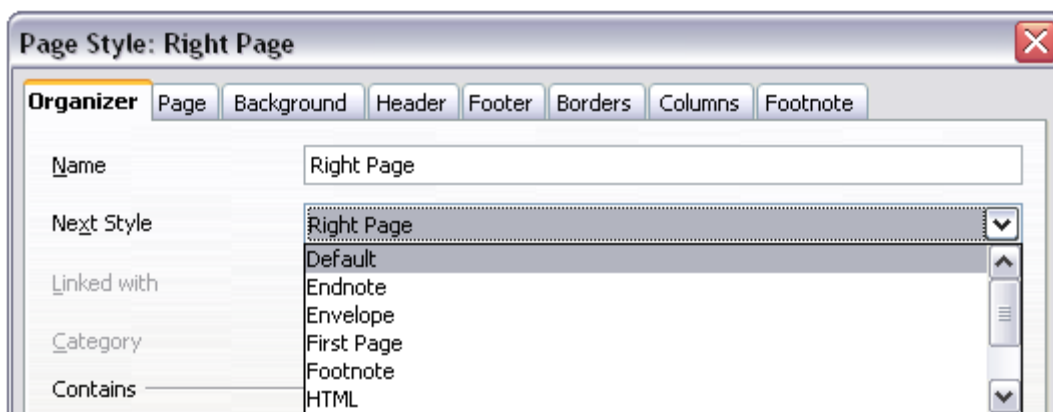 Page Style: Right Page
Organizer Page Background Header Footer Borders Columns Footnote
Name Right Page
Next Style Right Page
Default
Linked with Endnote
Envelope
Category First Page
Footnote
Contains HTML